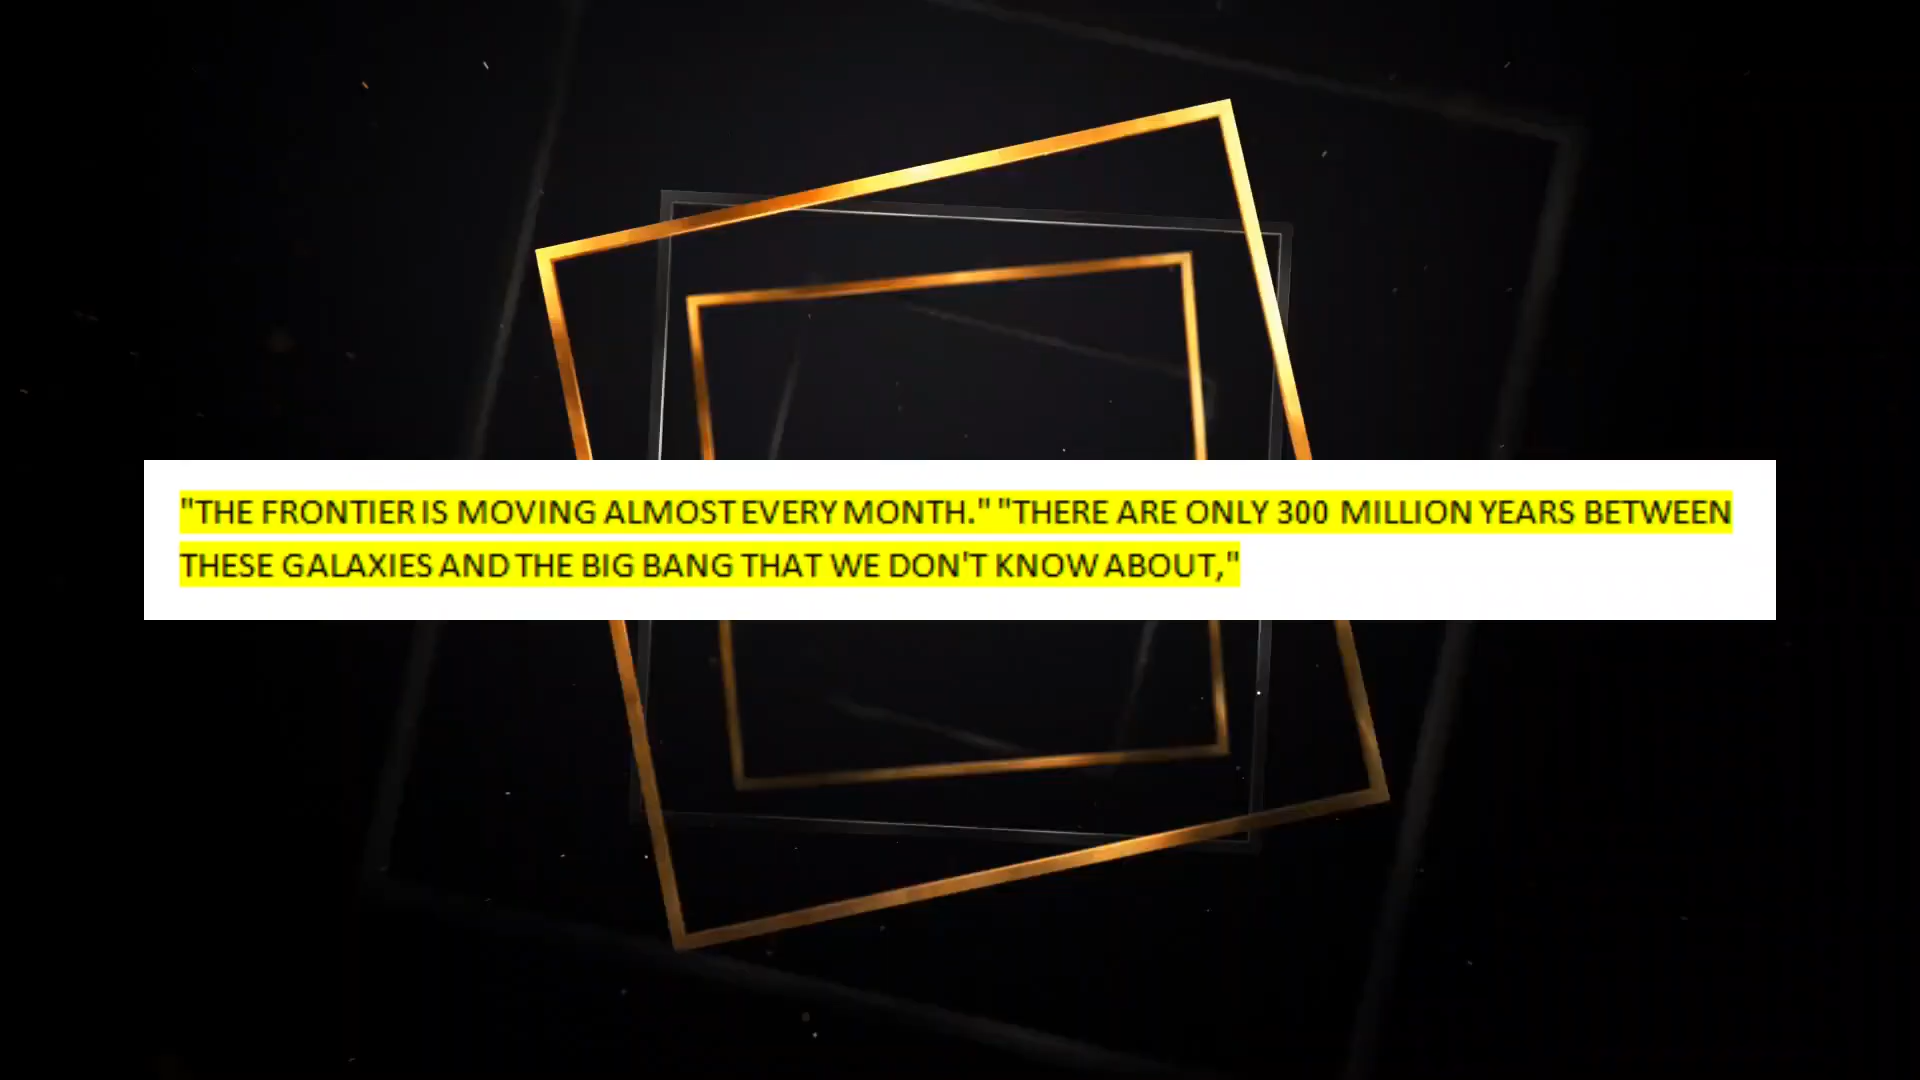 "THE FRONTIER IS MOVING ALMOST EVERY MONTH." "THERE ARE ONLY 300 MILLION YEARS BETWEEN
THESE GALAXIES AND THE BIG BANG THAT WE DON'T KNOW ABOUT,"